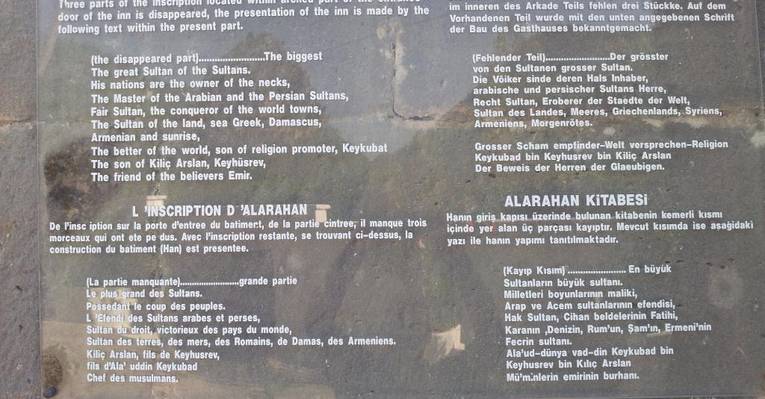 Three parts of the inscription located within arched part of the entrance
door of the inn is disappeared, the presentation of the inn is made by the
following text within the present part.
(the disappeared part)......................The biggest
The great Sultan of the Sultans.
His nations are the owner of the necks,
The Master of the Arabian and the Persian Sultans,
Fair Sultan, the conqueror of the world towns,
The Sultan of the land, sea Greek, Damascus,
Armenian and sunrise,
The better of the world, son of religion promoter, Keykubat
The son of Kiliç Arslan, Keyhüsrev,
The friend of the believers Emir.
im inneren des Arkade Teils fehlen drei Stückke. Auf dem
Vorhandenen Teil wurde mit den unten angegebenen Schrift
der Bau des Gasthauses bekanntgemacht.
(Fehlender Teil)......................Der grösster
von den Sultanen grosser Sultan.
Die Völker sinde deren Hals Inhaber,
arabische und persischer Sultans Herre,
Recht Sultan, Eroberer der Staedte der Welt,
Sultan des Landes, Meeres, Griechenlands, Syriens,
Armeniens, Morgenrötes.
Grosser Scham empfinder-Welt versprechen-Religion
Keykubad bin Keyhusrev bin Kiliç Arslan
Der Beweis der Herren der Glaeubigen.
L 'INSCRIPTION D 'ALARAHAN
De l'insc iption sur la porte d'entree du batiment, de la partie cintree, il manque trois
morceaux qui ont ete pe dus. Avec l'inscription restante, se trouvant ci-dessus, la
construction du batiment (Han) est presentee.
(La partie manquante)......................grande partie
Le plus grand des Sultans.
Possedant le coup des peuples.
L 'Efendi des Sultans arabes et perses,
Sultan du droit, victorieux des pays du monde,
Sultan des terres, des mers, des Romains, de Damas, des Armeniens.
Kiliç Arslan, fils de Keyhusrev,
fils d'Ala' uddin Keykubad
Chef des musulmans.
ALARAHAN KİTABESİ
Hanın giriş kapısı üzerinde bulunan kitabenin kemerli kısmı
içinde yer alan üç parçası kayıptır. Mevcut kısımda ise aşağıdaki
yazı ile hanın yapımı tanıtılmaktadır.
(Kayıp Kısım) ...................... En büyük
Sultanların büyük sultanı.
Milletleri boyunlarının maliki,
Arap ve Acem sultanlarının efendisi,
Hak Sultan, Cihan beldelerinin Fatihi,
Karanın ,Denizin, Rum'un, Şam'ın, Ermeni'nin
Fecrin sultanı.
Ala'ud-dünya vad-din Keykubad bin
Keyhusrev bin Kılıç Arslan
Mü'minlerin emirinin burhanı.